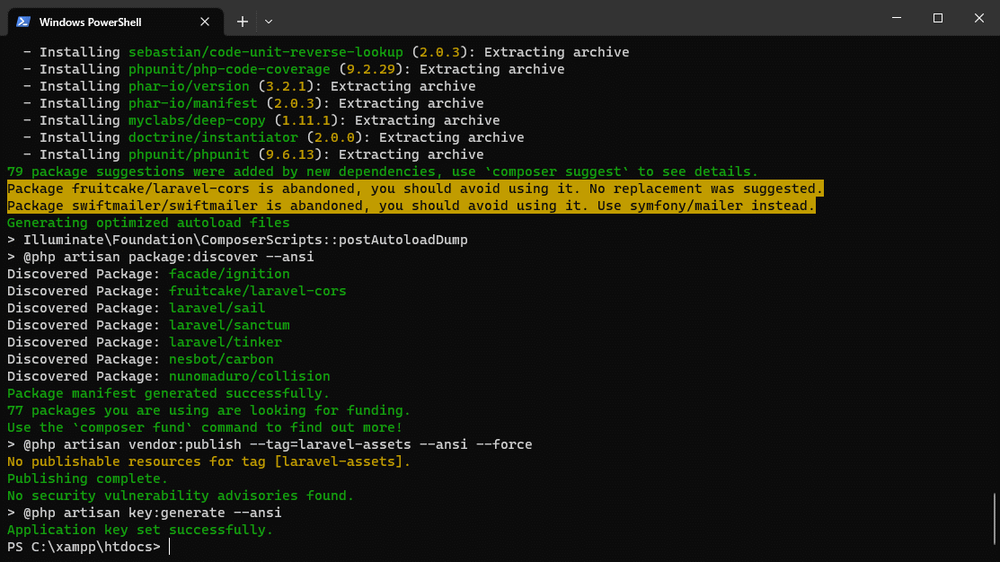 Windows PowerShell
- Installing sebastian/code-unit-reverse-lookup (2.0.3): Extracting archive
- Installing phpunit/php-code-coverage (9.2.29): Extracting archive
- Installing phar-io/version (3.2.1): Extracting archive
- Installing phar-io/manifest (2.0.3): Extracting archive
- Installing myclabs/deep-copy (1.11.1): Extracting archive
- Installing doctrine/instantiator (2.0.0): Extracting archive
- Installing phpunit/phpunit (9.6.13): Extracting archive
79 package suggestions were added by new dependencies, use `composer suggest` to see details.
Package fruitcake/laravel-cors is abandoned, you should avoid using it. No replacement was suggested.
Package swiftmailer/swiftmailer is abandoned, you should avoid using it. Use symfony/mailer instead.
Generating optimized autoload files
> Illuminate\Foundation\ComposerScripts::postAutoloadDump
> @php artisan package:discover --ansi
Discovered Package: facade/ignition
Discovered Package: fruitcake/laravel-cors
Discovered Package: laravel/sail
Discovered Package: laravel/sanctum
Discovered Package: laravel/tinker
Discovered Package: nesbot/carbon
Discovered Package: nunomaduro/collision
Package manifest generated successfully.
77 packages you are using are looking for funding.
Use the `composer fund` command to find out more!
> @php artisan vendor:publish --tag=laravel-assets --ansi --force
No publishable resources for tag [laravel-assets].
Publishing complete.
No security vulnerability advisories found.
> @php artisan key:generate --ansi
Application key set successfully.
PS C:\xampp\htdocs>